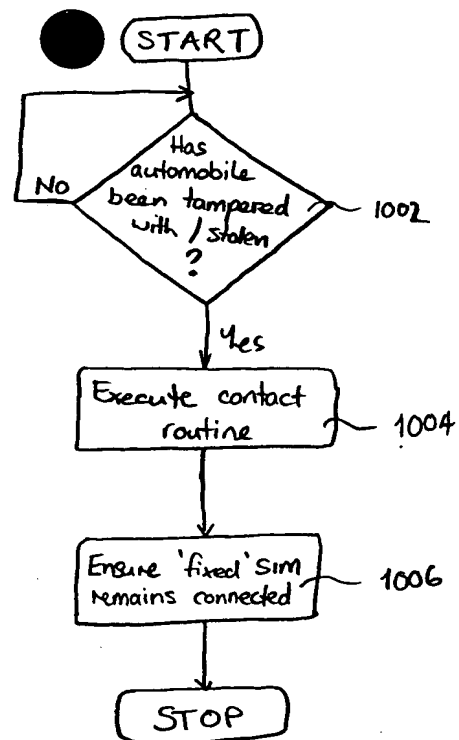 START
Has
automobile
been tampered
with / stolen
?
No
1002
Yes
Execute contact
routine
1004
Ensure 'fixed' SIM
remains connected
1006
STOP